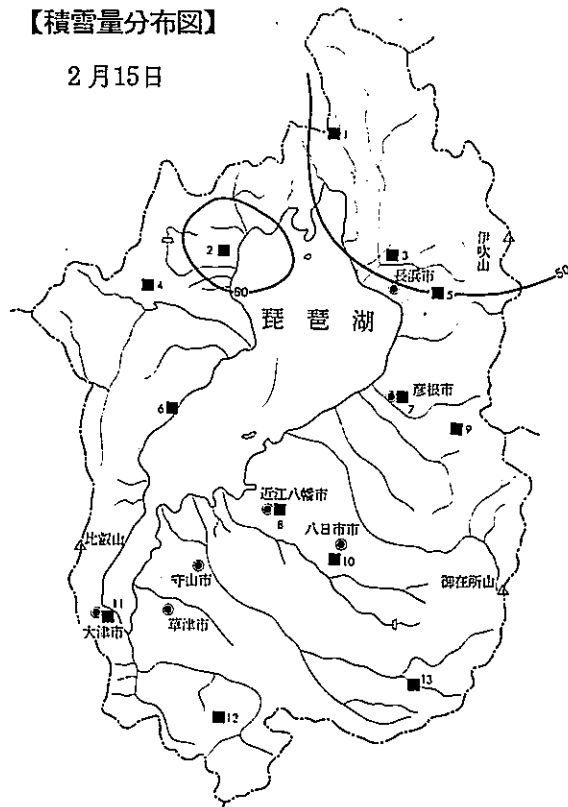 【積雪量分布図】
2月15日
1
伊吹山
2
3
50
4
長浜市
50
5
琵琶湖
6
彦根市
7
9
近江八幡市
8
八日市市
10
比叡山
守山市
御在所山
11
大津市
草津市
13
12